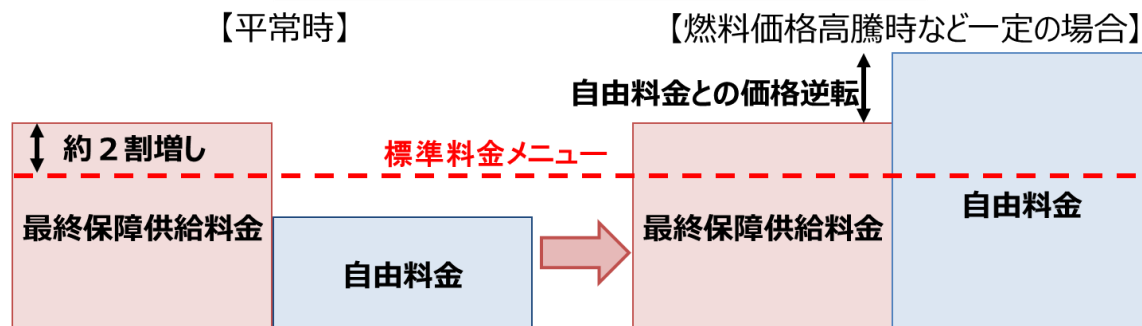 【平常時】
【燃料価格高騰時など一定の場合】
自由料金との価格逆転
約２割増し
標準料金メニュー
最終保障供給料金
自由料金
最終保障供給料金
自由料金